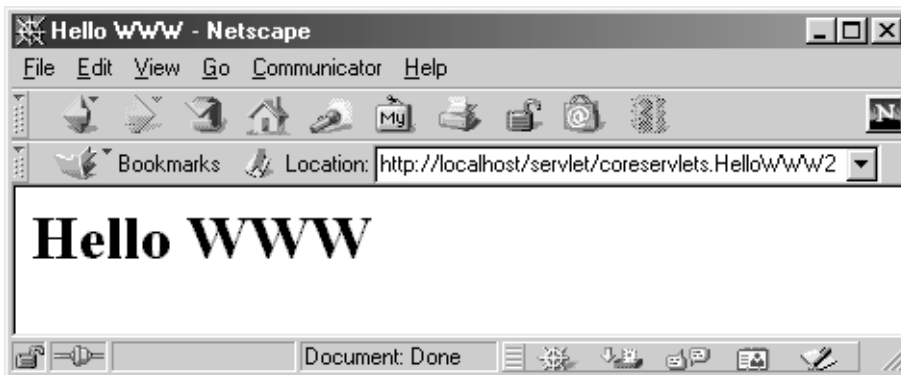 Hello WWW - Netscape
File Edit View Go Communicator Help
My @ N
Bookmarks Location: http://localhost/servlet/coreservlets.HelloWWW2
Hello WWW
Document: Done